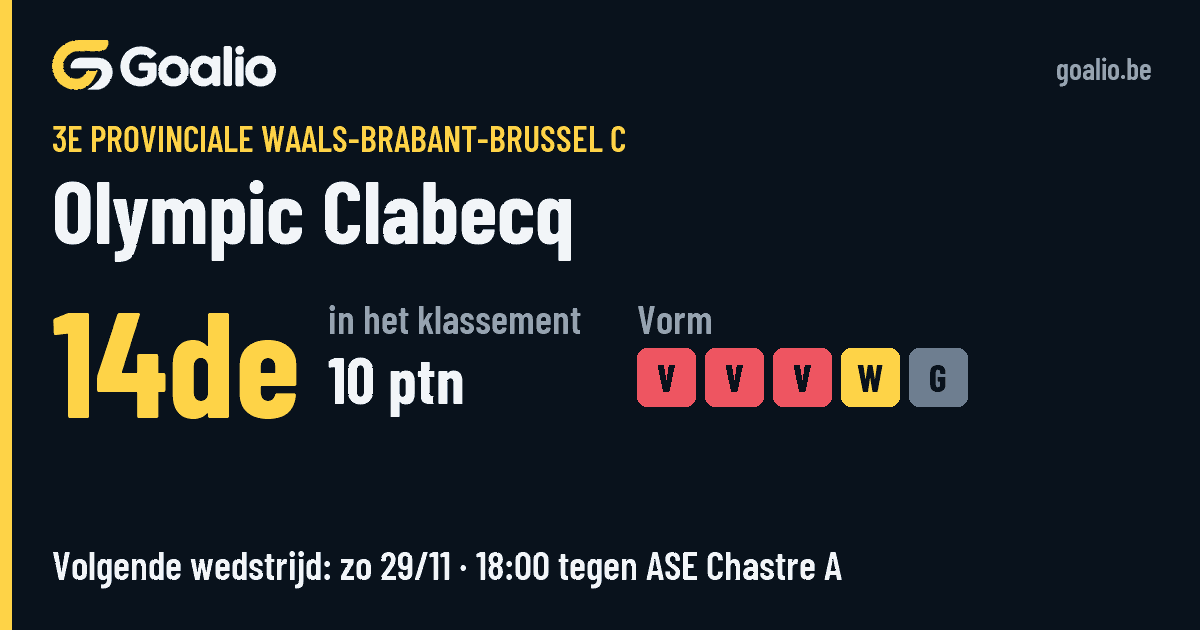 Goalio
goalio.be
3E PROVINCIALE WAALS-BRABANT-BRUSSEL C
Olympic Clabecq
14de
in het klassement
10 ptn
Vorm
V V V W G
Volgende wedstrijd: zo 29/11 · 18:00 tegen ASE Chastre A